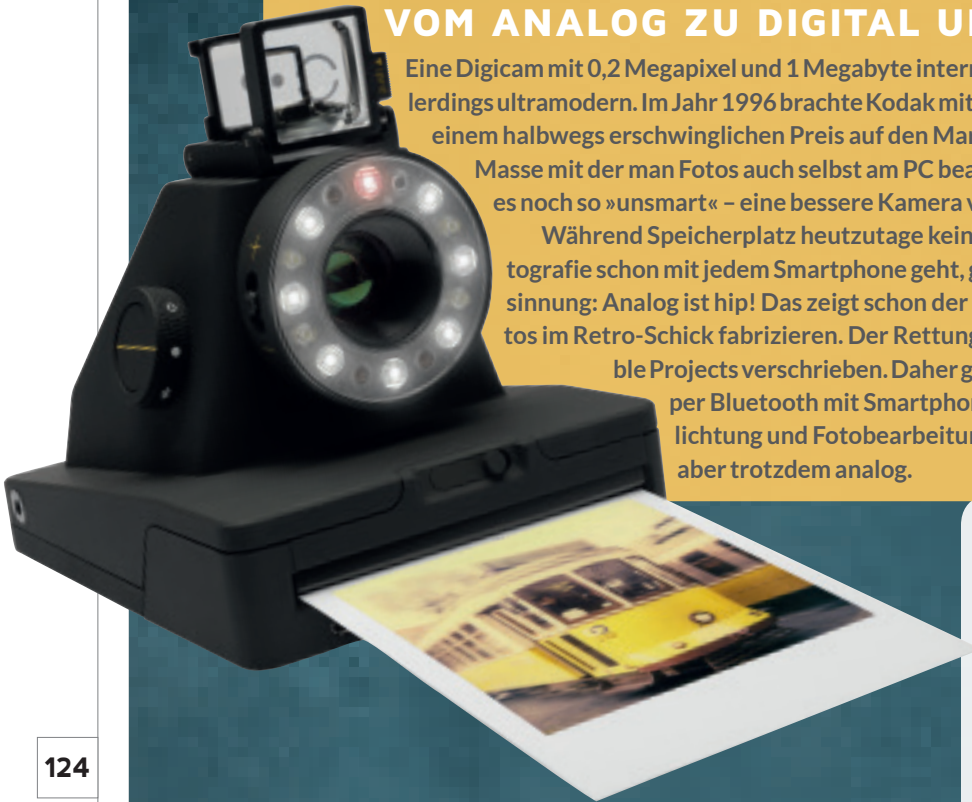 VOM ANALOG ZU DIGITAL U
Eine Digicam mit 0,2 Megapixel und 1 Megabyte inter
lerdings ultramodern. Im Jahr 1996 brachte Kodak mit
einem halbwegs erschwinglichen Preis auf den Mar
Masse mit der man Fotos auch selbst am PC bea
es noch so »unsmart« – eine bessere Kamera v
Während Speicherplatz heutzutage kein
tografie schon mit jedem Smartphone geht, g
sinnung: Analog ist hip! Das zeigt schon der
tos im Retro-Schick fabrizieren. Der Rettung
ble Projects verschrieben. Daher g
per Bluetooth mit Smartphor
lichtung und Fotobearbeitu
aber trotzdem analog.
124